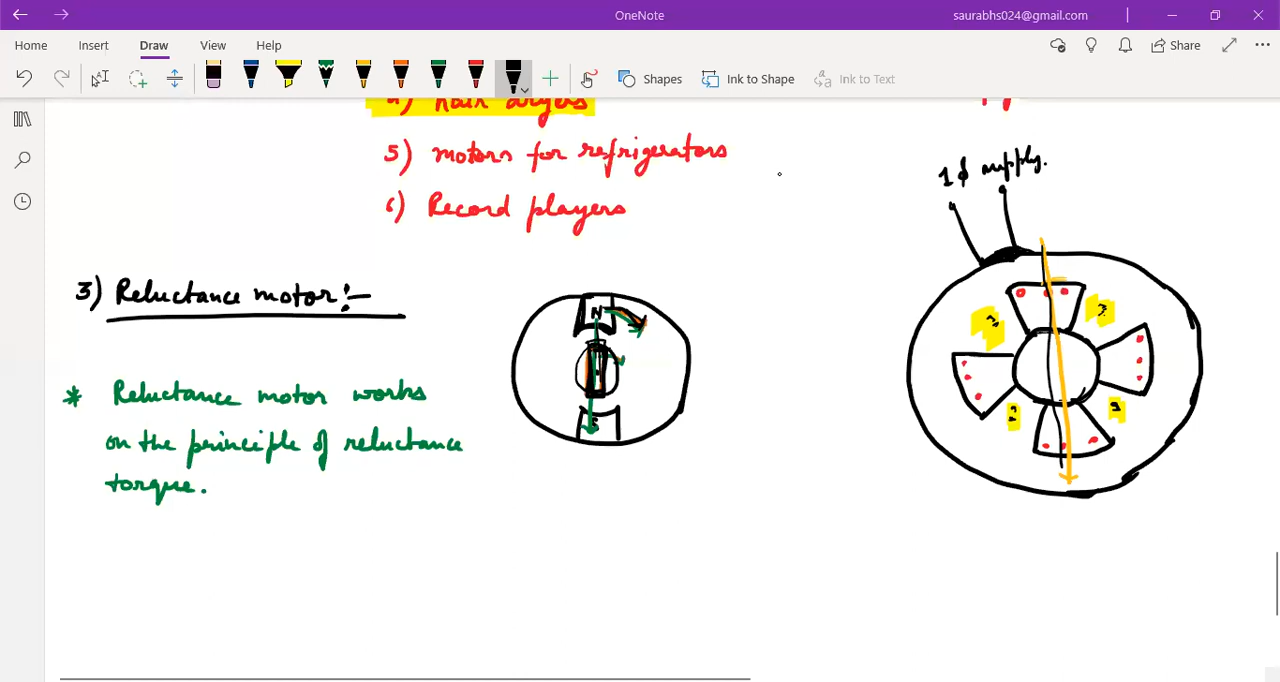 OneNote
saurabhs024@gmail.com
Home
Insert
Draw
View
Help
Share
Shapes
Ink to Shape
Ink to Text
5) motors for refrigerators
6) Record players
1ϕ supply.
3) Reluctance motor:-
N
S
* Reluctance motor works
on the principle of reluctance
torque.